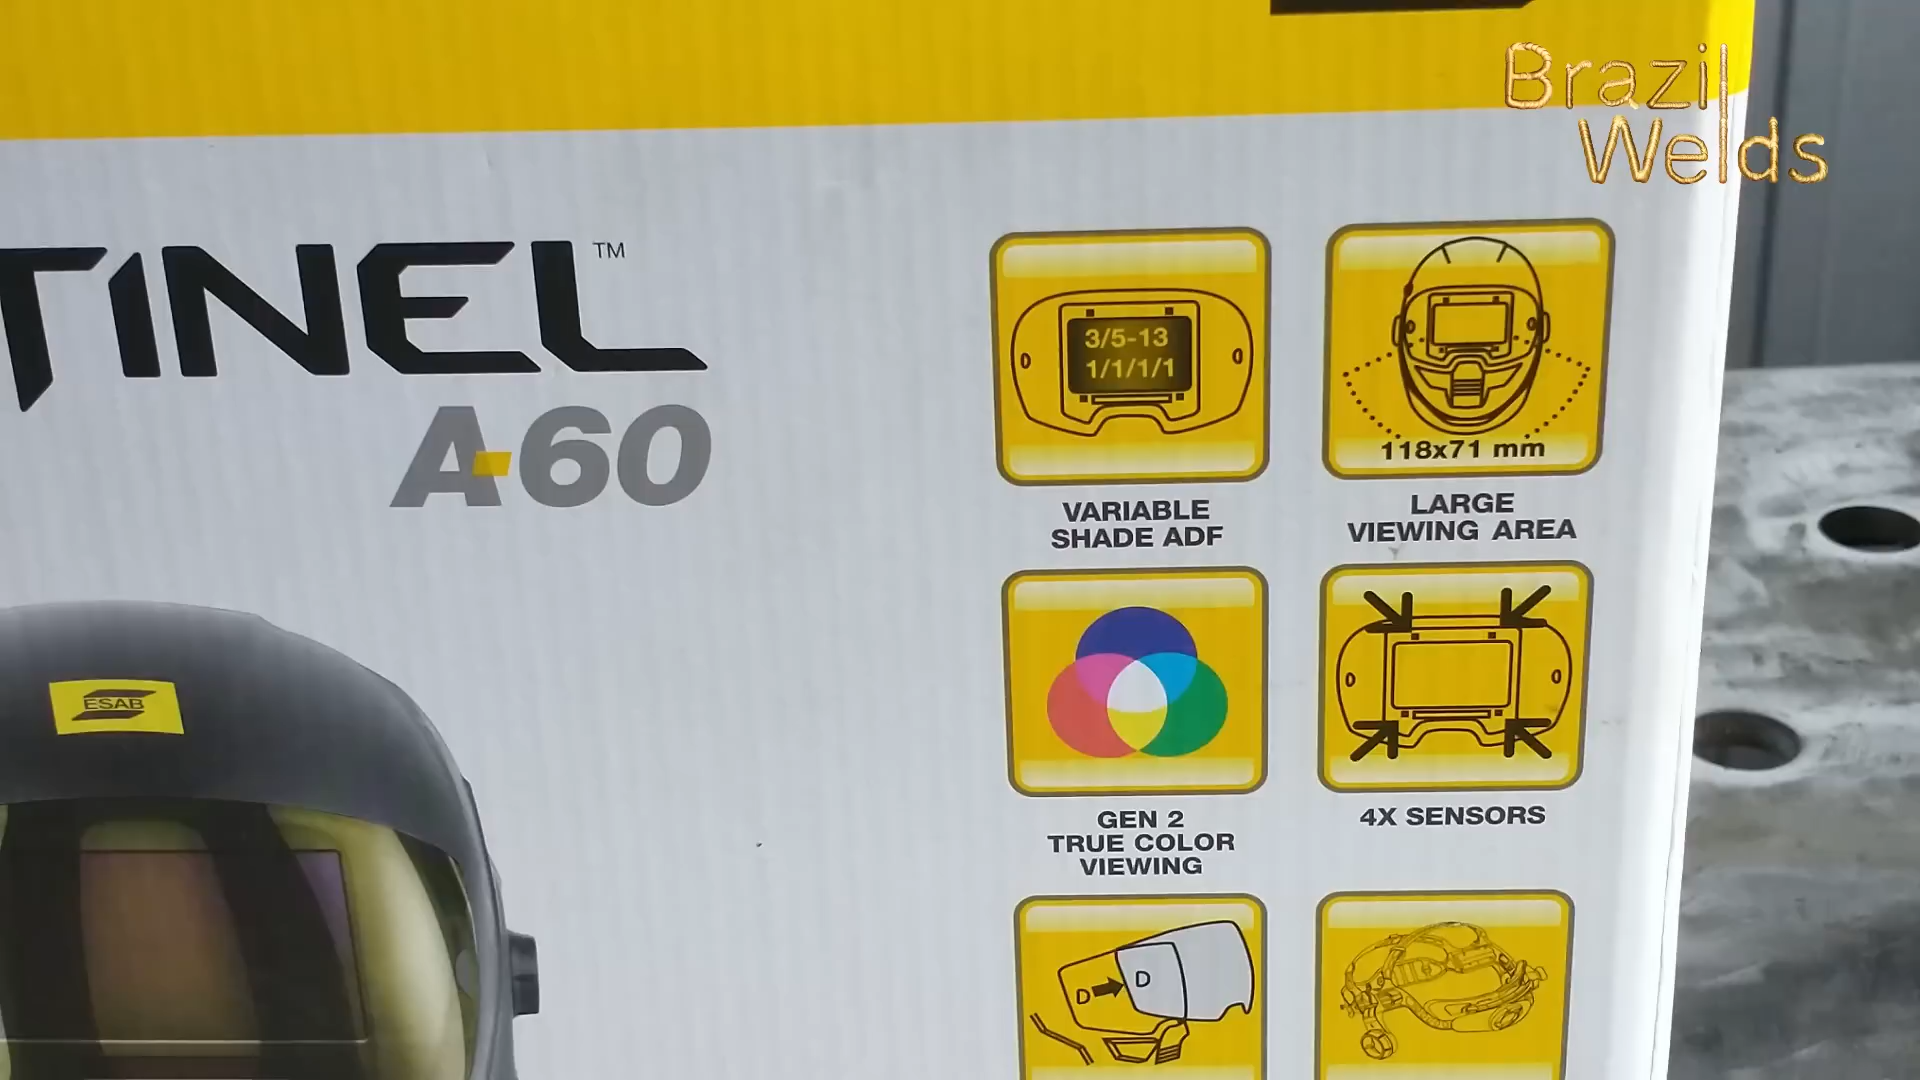 Brazil
Welds
TINEL™
A-60
3/5-13
1/1/1/1
VARIABLE
SHADE ADF
118x71 mm
LARGE
VIEWING AREA
GEN 2
TRUE COLOR
VIEWING
4X SENSORS
ESAB
D
D